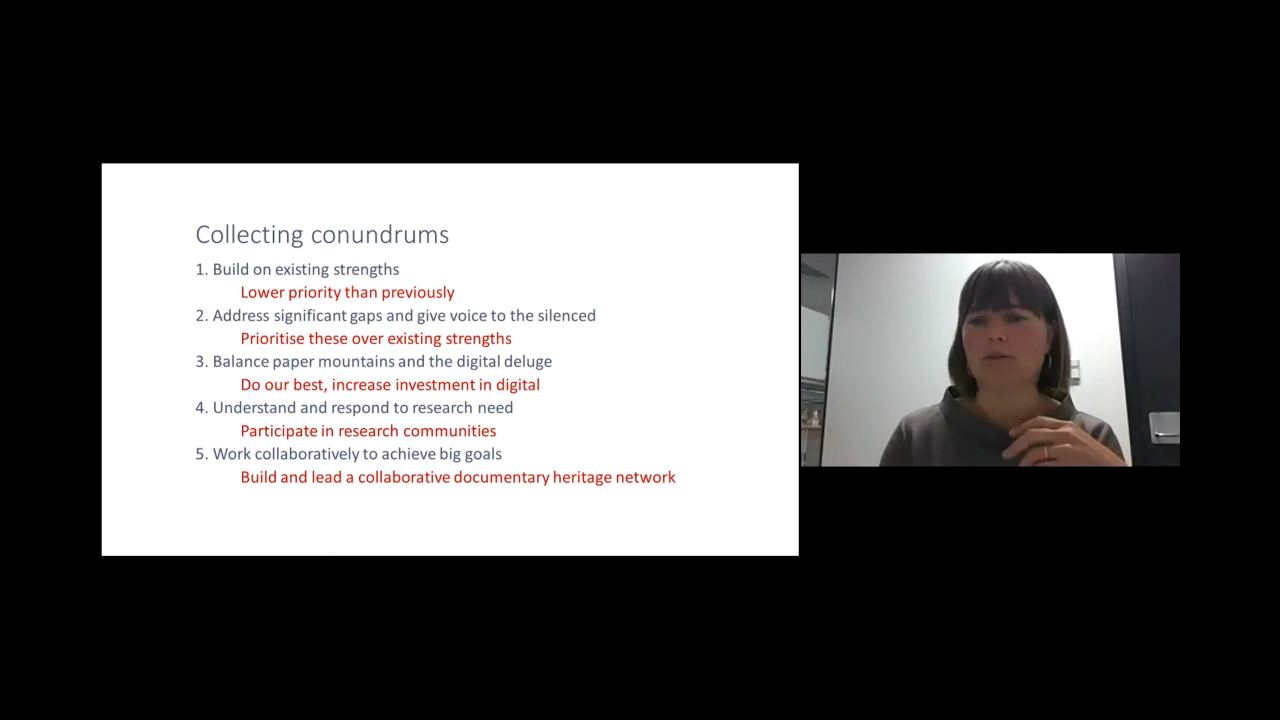 Collecting conundrums
1. Build on existing strengths
Lower priority than previously
2. Address significant gaps and give voice to the silenced
Prioritise these over existing strengths
3. Balance paper mountains and the digital deluge
Do our best, increase investment in digital
4. Understand and respond to research need
Participate in research communities
5. Work collaboratively to achieve big goals
Build and lead a collaborative documentary heritage network